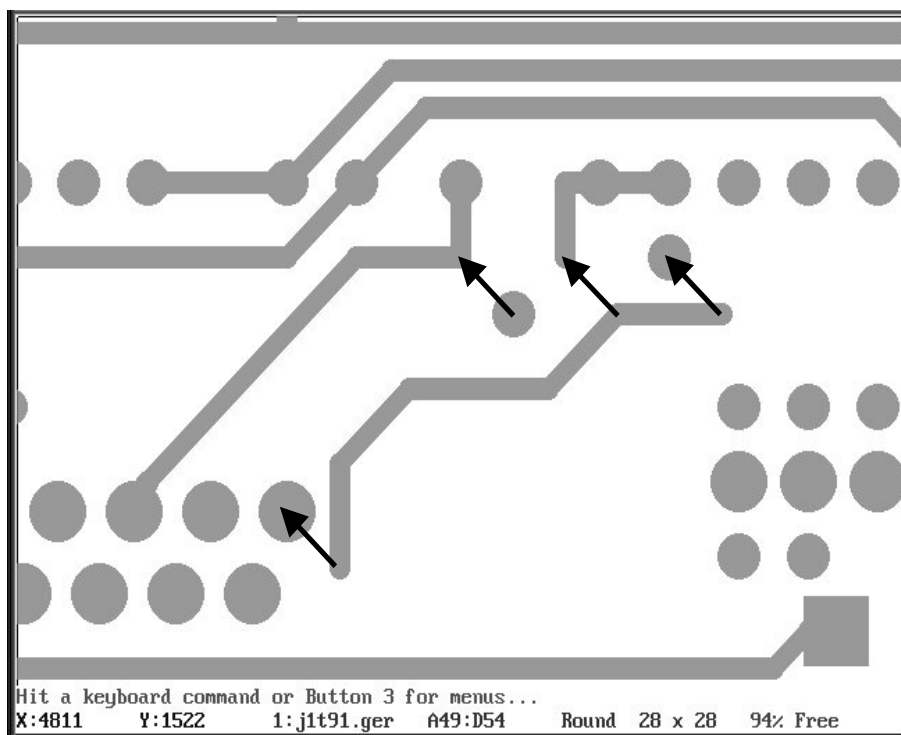 Hit a keyboard command or Button 3 for menus...
X:4811 Y:1522 1:j1t91.ger A49:D54 Round 28 x 28 94% Free